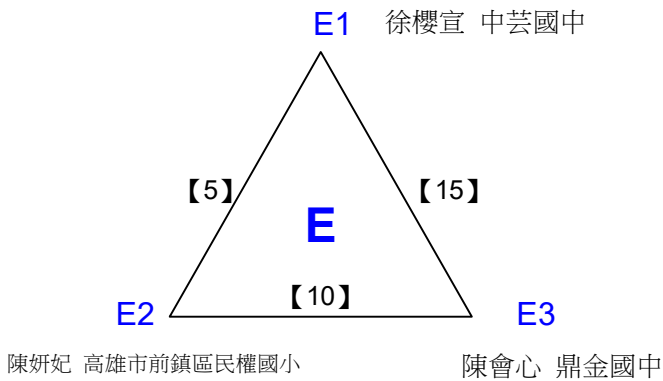 E1 徐櫻宣 中芸國中
【5】 【15】
E
【10】
E2 E3
陳妍妃 高雄市前鎮區民權國小 陳會心 鼎金國中